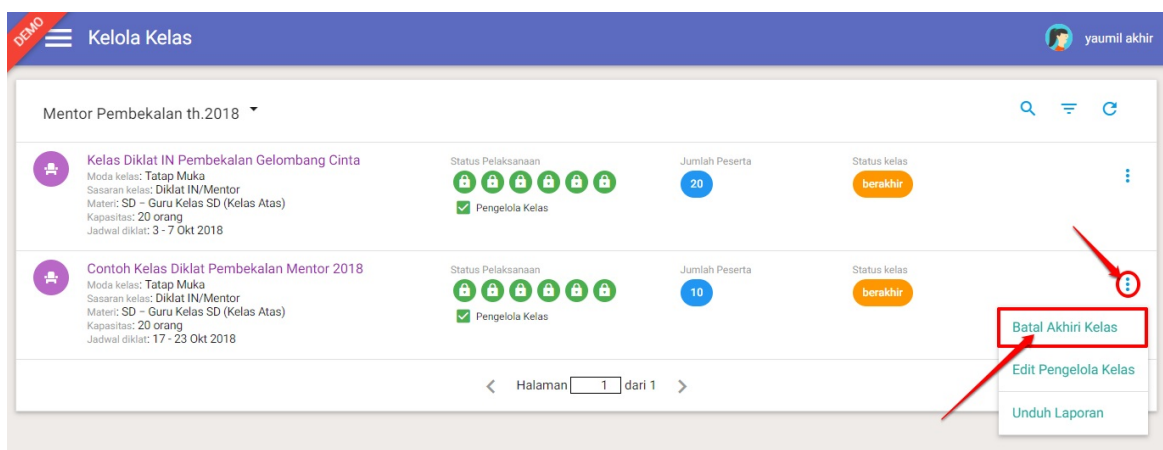 DEMO
Kelola Kelas
yaumil akhir
Mentor Pembekalan th.2018
Kelas Diklat IN Pembekalan Gelombang Cinta
Moda kelas: Tatap Muka
Sasaran kelas: Diklat IN/Mentor
Materi: SD – Guru Kelas SD (Kelas Atas)
Kapasitas: 20 orang
Jadwal diklat: 3 - 7 Okt 2018
Status Pelaksanaan
Pengelola Kelas
Jumlah Peserta
20
Status kelas
berakhir
Contoh Kelas Diklat Pembekalan Mentor 2018
Moda kelas: Tatap Muka
Sasaran kelas: Diklat IN/Mentor
Materi: SD – Guru Kelas SD (Kelas Atas)
Kapasitas: 20 orang
Jadwal diklat: 17 - 23 Okt 2018
Status Pelaksanaan
Pengelola Kelas
Jumlah Peserta
10
Status kelas
berakhir
Batal Akhiri Kelas
Edit Pengelola Kelas
Unduh Laporan
Halaman 1 dari 1